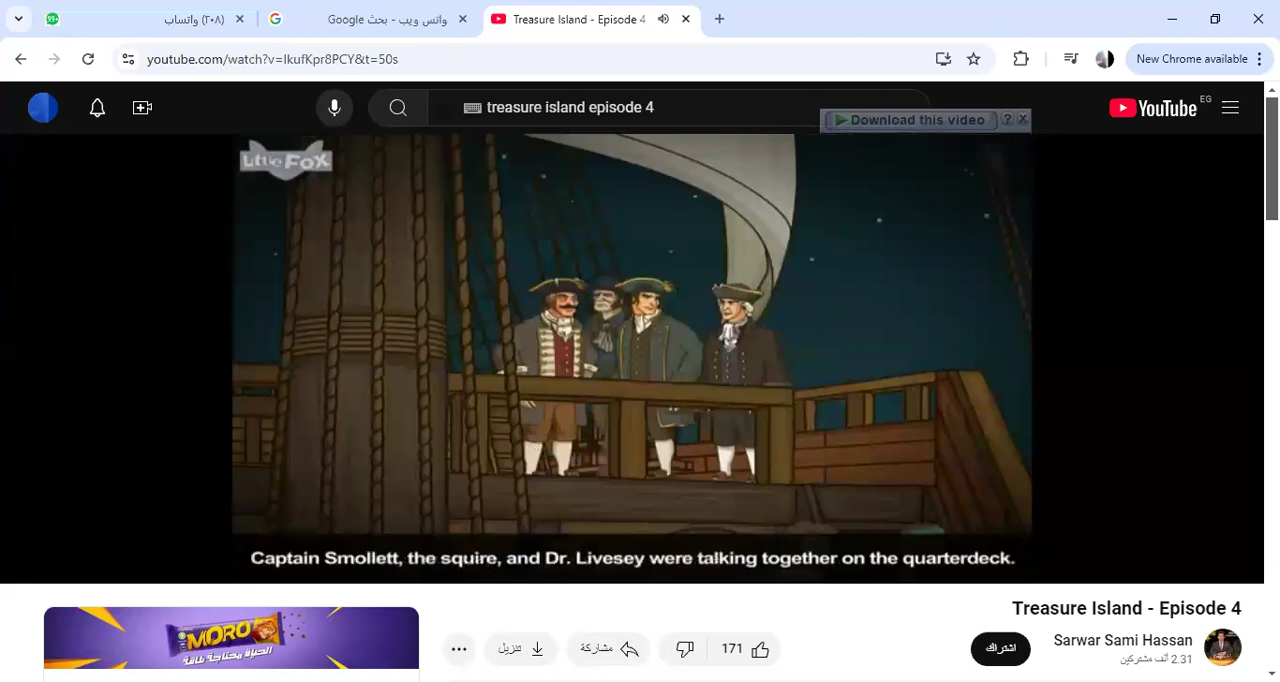 (٢٠٨) واتساب
واتس ويب - بحث Google
Treasure Island - Episode 4
youtube.com/watch?v=IkufKpr8PCY&t=50s
New Chrome available
treasure island episode 4
YouTube EG
Download this video ?
Little Fox
Captain Smollett, the squire, and Dr. Livesey were talking together on the quarterdeck.
Treasure Island - Episode 4
Sarwar Sami Hassan
2.31 ألف مشتركين
اشتراك
171
مشاركة
تنزيل
MORO
الحياة محتاجة طاقة